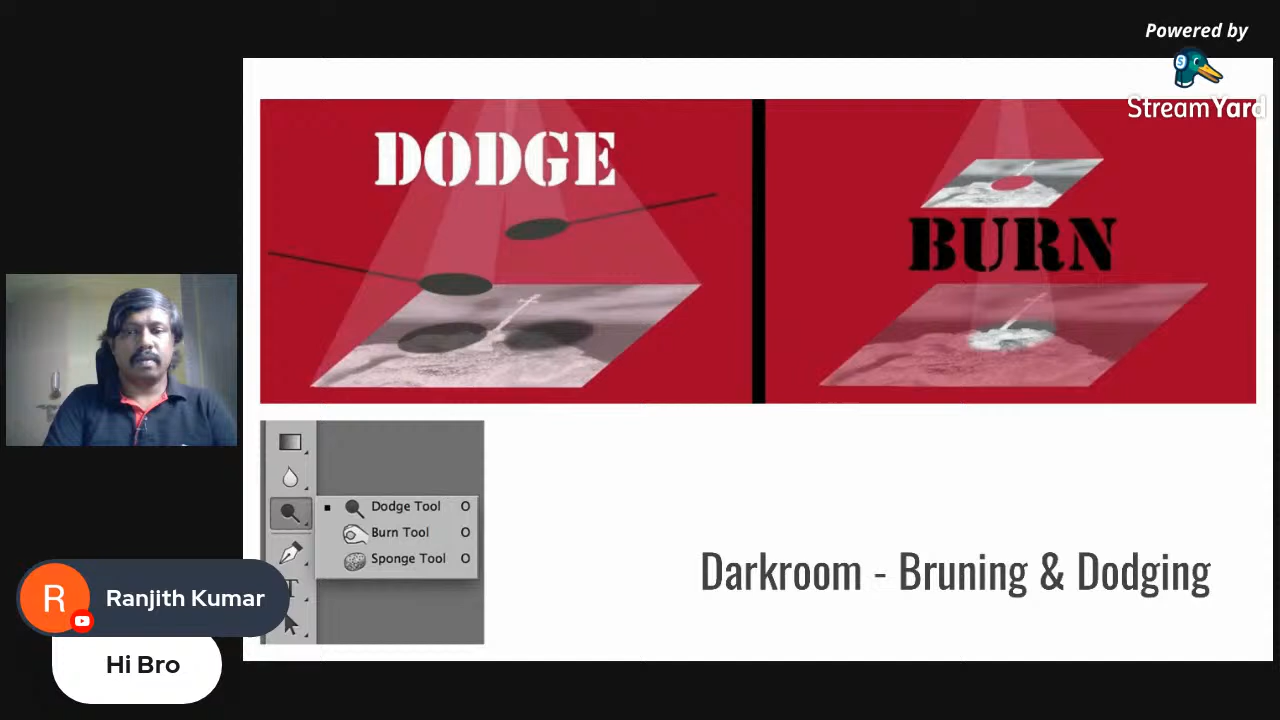 Powered by
StreamYard
DODGE
BURN
Dodge Tool O
Burn Tool O
Sponge Tool O
Darkroom - Bruning & Dodging
R
Ranjith Kumar
Hi Bro